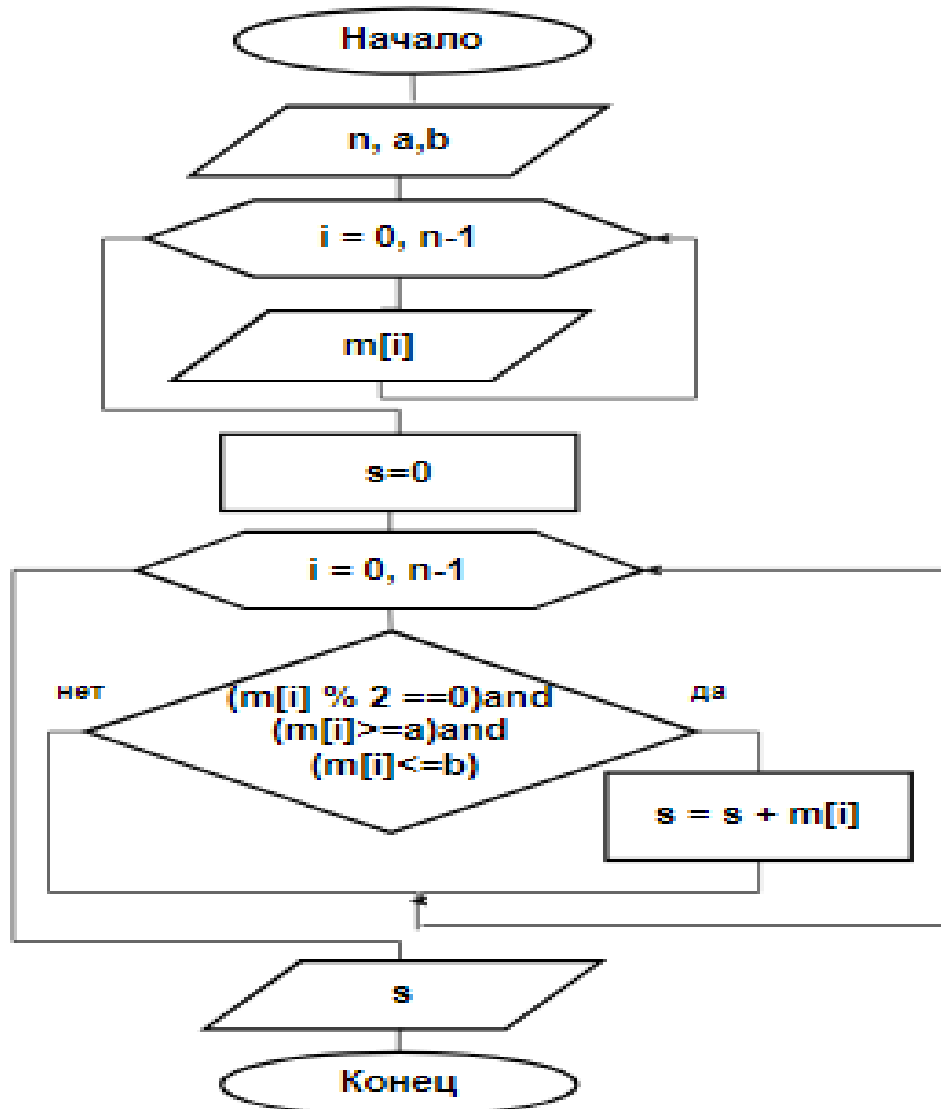 Начало
n, a,b
i = 0, n-1
m[i]
s=0
i = 0, n-1
нет
(m[i] % 2 ==0)and
(m[i]>=a)and
(m[i]<=b)
да
s = s + m[i]
s
Конец